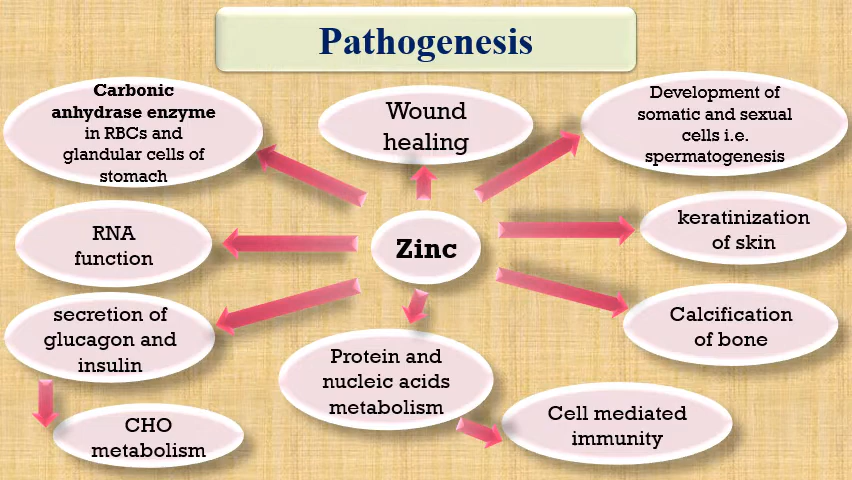 Pathogenesis
Carbonic
anhydrase enzyme
in RBCs and
glandular cells of
stomach
Wound
healing
Development of
somatic and sexual
cells i.e.
spermatogenesis
RNA
function
Zinc
keratinization
of skin
secretion of
glucagon and
insulin
Calcification
of bone
Protein and
nucleic acids
metabolism
CHO
metabolism
Cell mediated
immunity